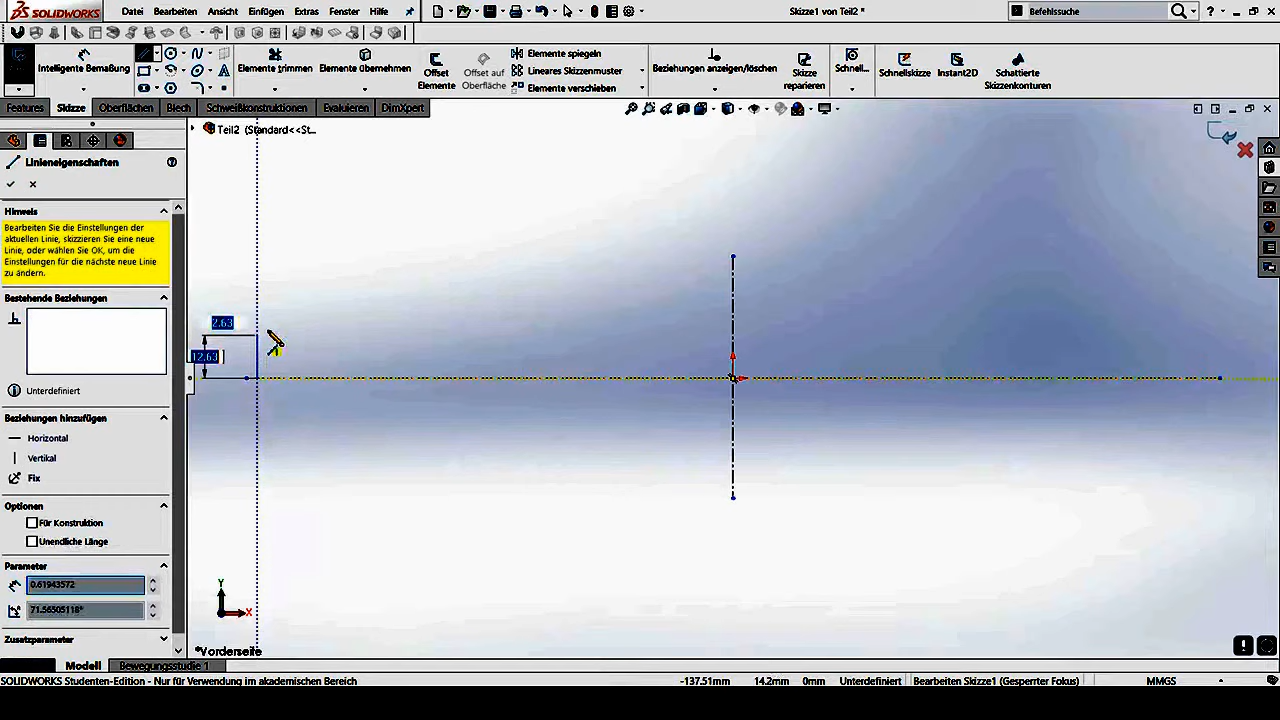 SOLIDWORKS
Datei Bearbeiten Ansicht Einfügen Extras Fenster Hilfe
Skizze1 von Teil2 *
Befehlssuche
Intelligente Bemaßung
Elemente trimmen
Elemente übernehmen
Offset
Elemente
Offset auf
Oberfläche
Elemente spiegeln
Lineares Skizzenmuster
Elemente verschieben
Beziehungen anzeigen/löschen
Skizze
reparieren
Schnell...
Schnellskizze
Instant2D
Schattierte
Skizzenkonturen
Features Skizze Oberflächen Blech Schweißkonstruktionen Evaluieren DimXpert
Teil2 (Standard<<St...
Linieneigenschaften
Hinweis
Bearbeiten Sie die Einstellungen der
aktuellen Linie, skizzieren Sie eine neue
Linie, oder wählen Sie OK, um die
Einstellungen für die nächste neue Linie
zu ändern.
Bestehende Beziehungen
2.63
12.63
Unterdefiniert
Beziehungen hinzufügen
Horizontal
Vertikal
Fix
Optionen
Für Konstruktion
Unendliche Länge
Parameter
0.61943572
71.56505118°
Zusatzparameter
Y
X
*Vorderseite
Modell Bewegungsstudie 1
SOLIDWORKS Studenten-Edition - Nur für Verwendung im akademischen Bereich
-137.51mm 14.2mm 0mm Unterdefiniert Bearbeiten Skizze1 (Gesperrter Fokus) MMGS